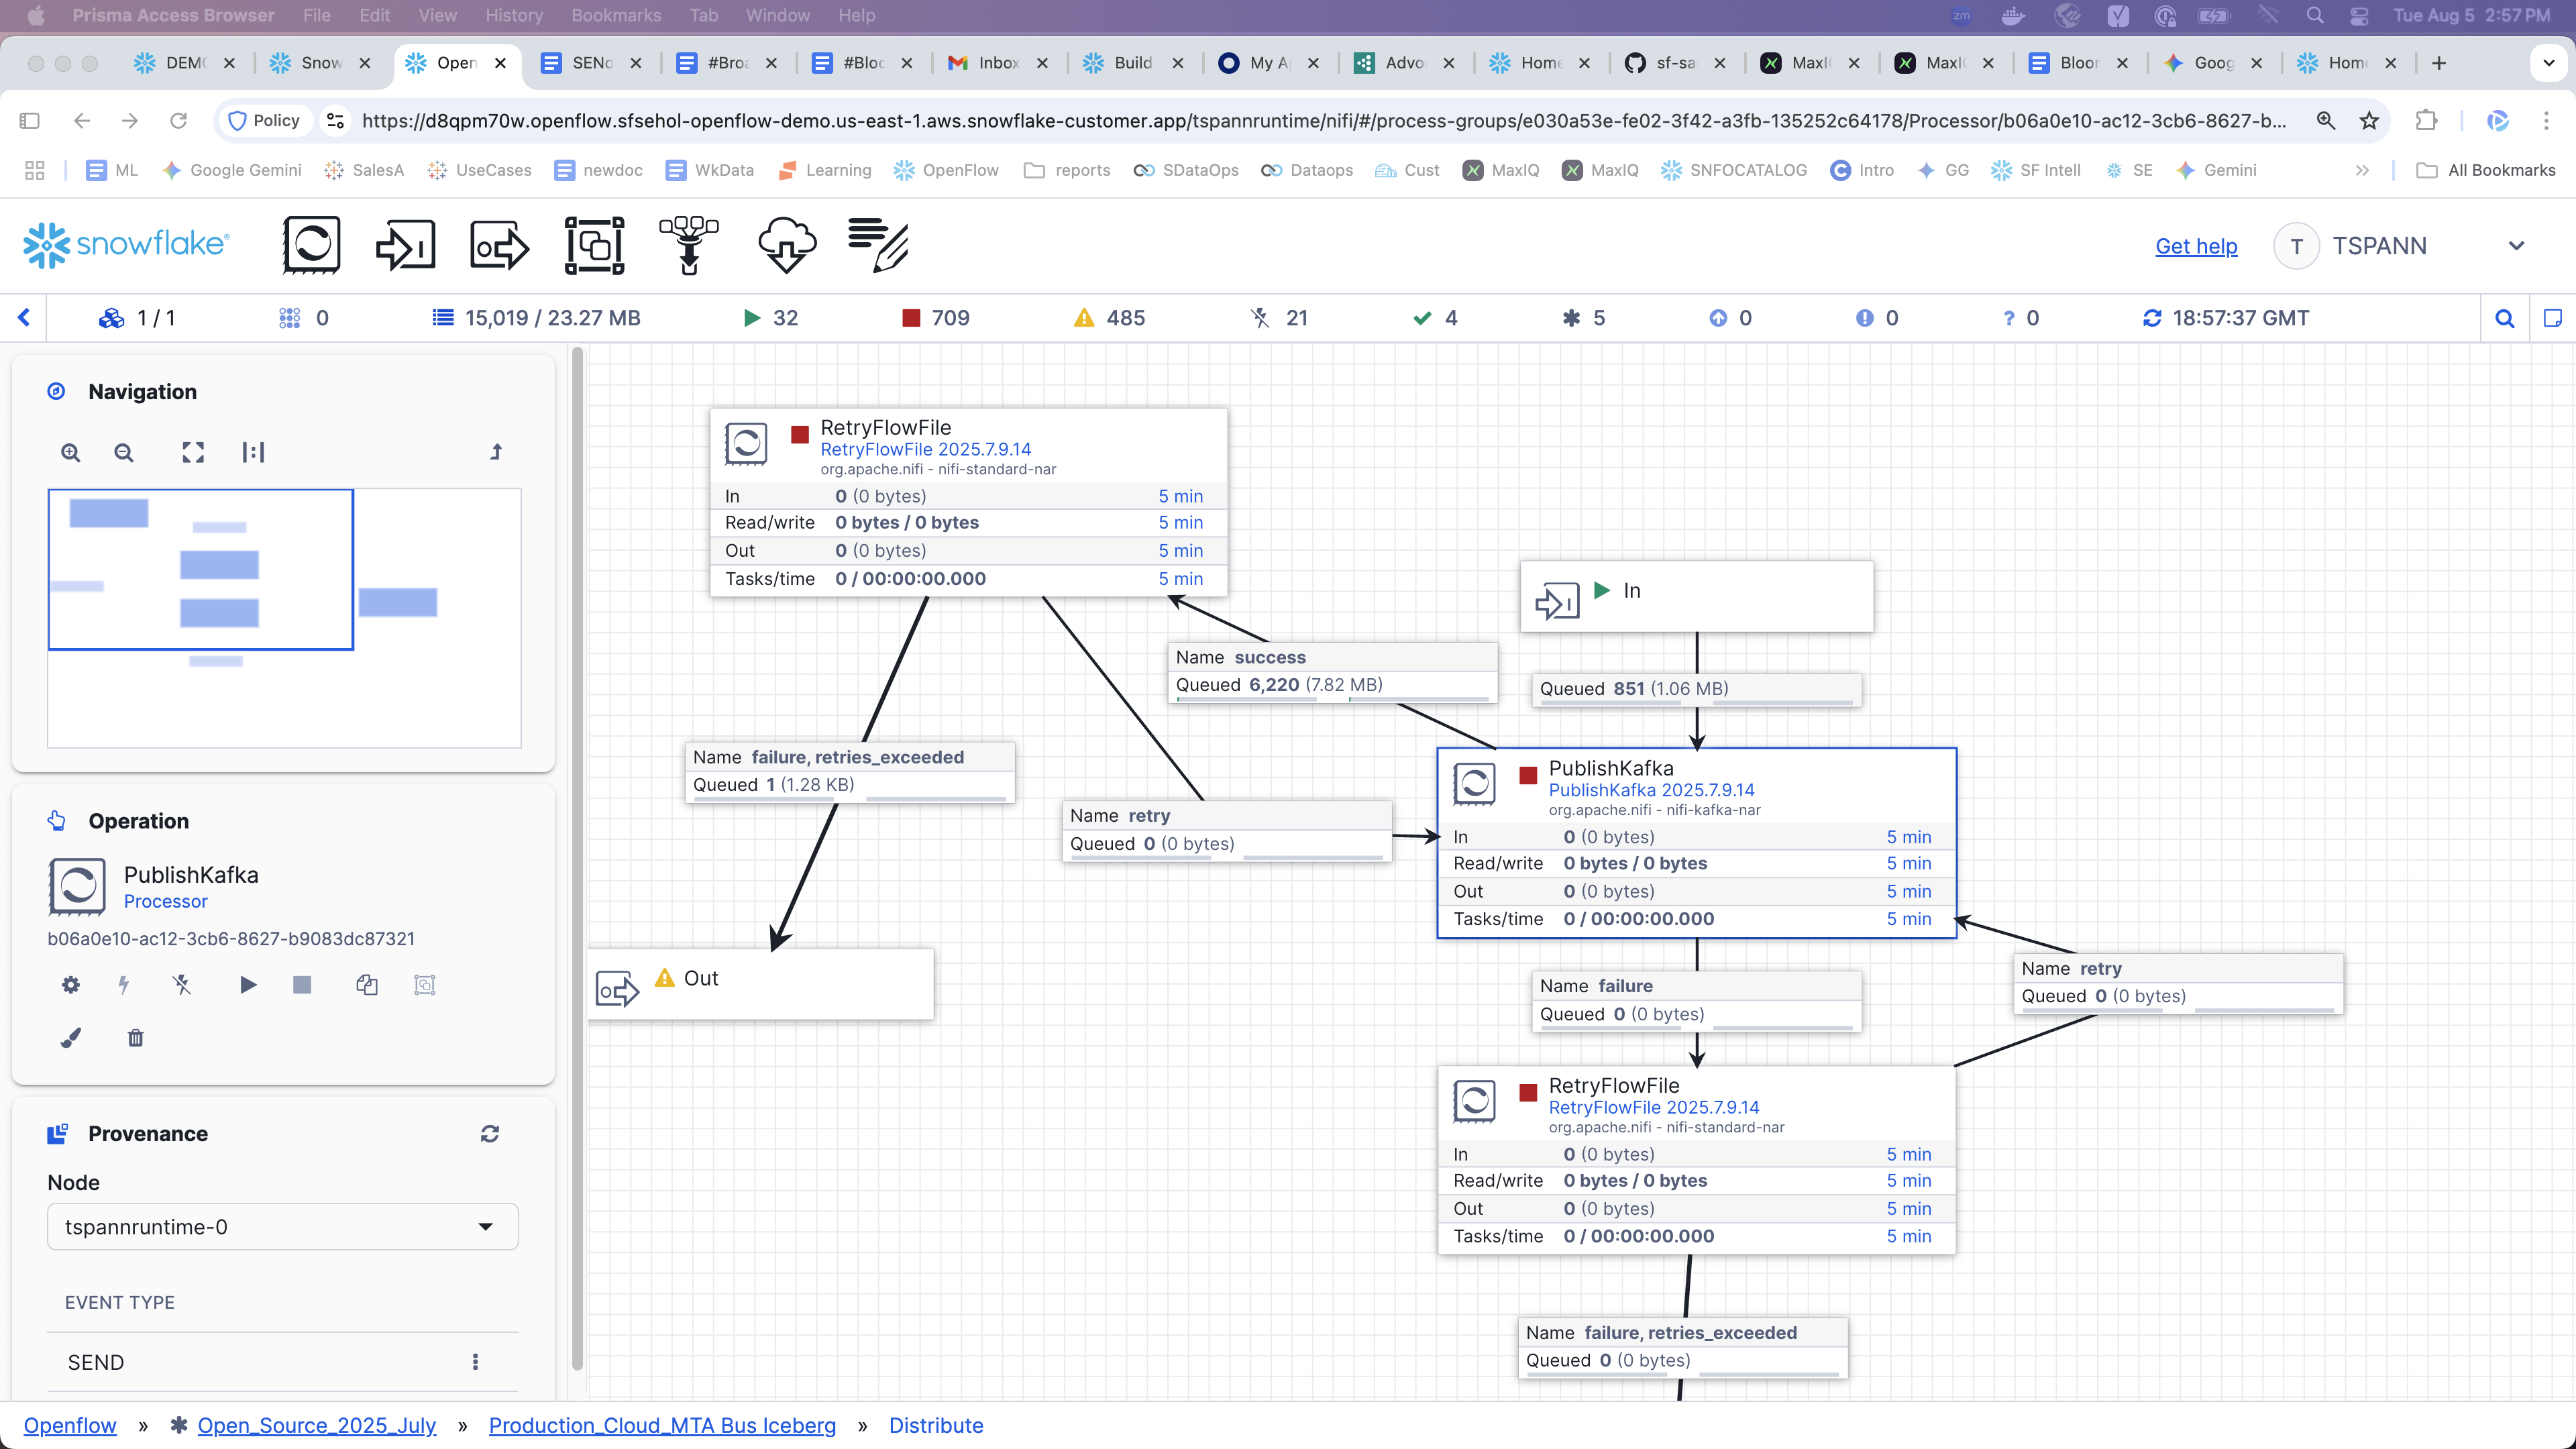 Prisma Access Browser File Edit View History Bookmarks Tab Window Help zm Tue Aug 5 2:57 PM
DEM Snow Open SENo #Bro #Bloc Inbox Build My A Advo Home sf-sa MaxI MaxI Bloo Goog Hom
Policy https://d8qpm70w.openflow.sfsehol-openflow-demo.us-east-1.aws.snowflake-customer.app/tspannruntime/nifi/#/process-groups/e030a53e-fe02-3f42-a3fb-135252c64178/Processor/b06a0e10-ac12-3cb6-8627-b...
ML Google Gemini SalesA UseCases newdoc WkData Learning OpenFlow reports SDataOps Dataops Cust MaxIQ MaxIQ SNFOCATALOG Intro GG SF Intell SE Gemini » All Bookmarks
snowflake Get help T TSPANN
1 / 1 0 15,019 / 23.27 MB 32 709 485 21 4 5 0 0 ? 0 18:57:37 GMT
Navigation
Operation
PublishKafka
Processor
b06a0e10-ac12-3cb6-8627-b9083dc87321
Provenance
Node
tspannruntime-0
EVENT TYPE
SEND
RetryFlowFile
RetryFlowFile 2025.7.9.14
org.apache.nifi - nifi-standard-nar
In 0 (0 bytes) 5 min
Read/write 0 bytes / 0 bytes 5 min
Out 0 (0 bytes) 5 min
Tasks/time 0 / 00:00:00.000 5 min
In
Name success
Queued 6,220 (7.82 MB)
Queued 851 (1.06 MB)
Name failure, retries_exceeded
Queued 1 (1.28 KB)
Name retry
Queued 0 (0 bytes)
PublishKafka
PublishKafka 2025.7.9.14
org.apache.nifi - nifi-kafka-nar
In 0 (0 bytes) 5 min
Read/write 0 bytes / 0 bytes 5 min
Out 0 (0 bytes) 5 min
Tasks/time 0 / 00:00:00.000 5 min
Out
Name failure
Queued 0 (0 bytes)
Name retry
Queued 0 (0 bytes)
RetryFlowFile
RetryFlowFile 2025.7.9.14
org.apache.nifi - nifi-standard-nar
In 0 (0 bytes) 5 min
Read/write 0 bytes / 0 bytes 5 min
Out 0 (0 bytes) 5 min
Tasks/time 0 / 00:00:00.000 5 min
Name failure, retries_exceeded
Queued 0 (0 bytes)
Openflow » Open_Source_2025_July » Production_Cloud_MTA Bus Iceberg » Distribute